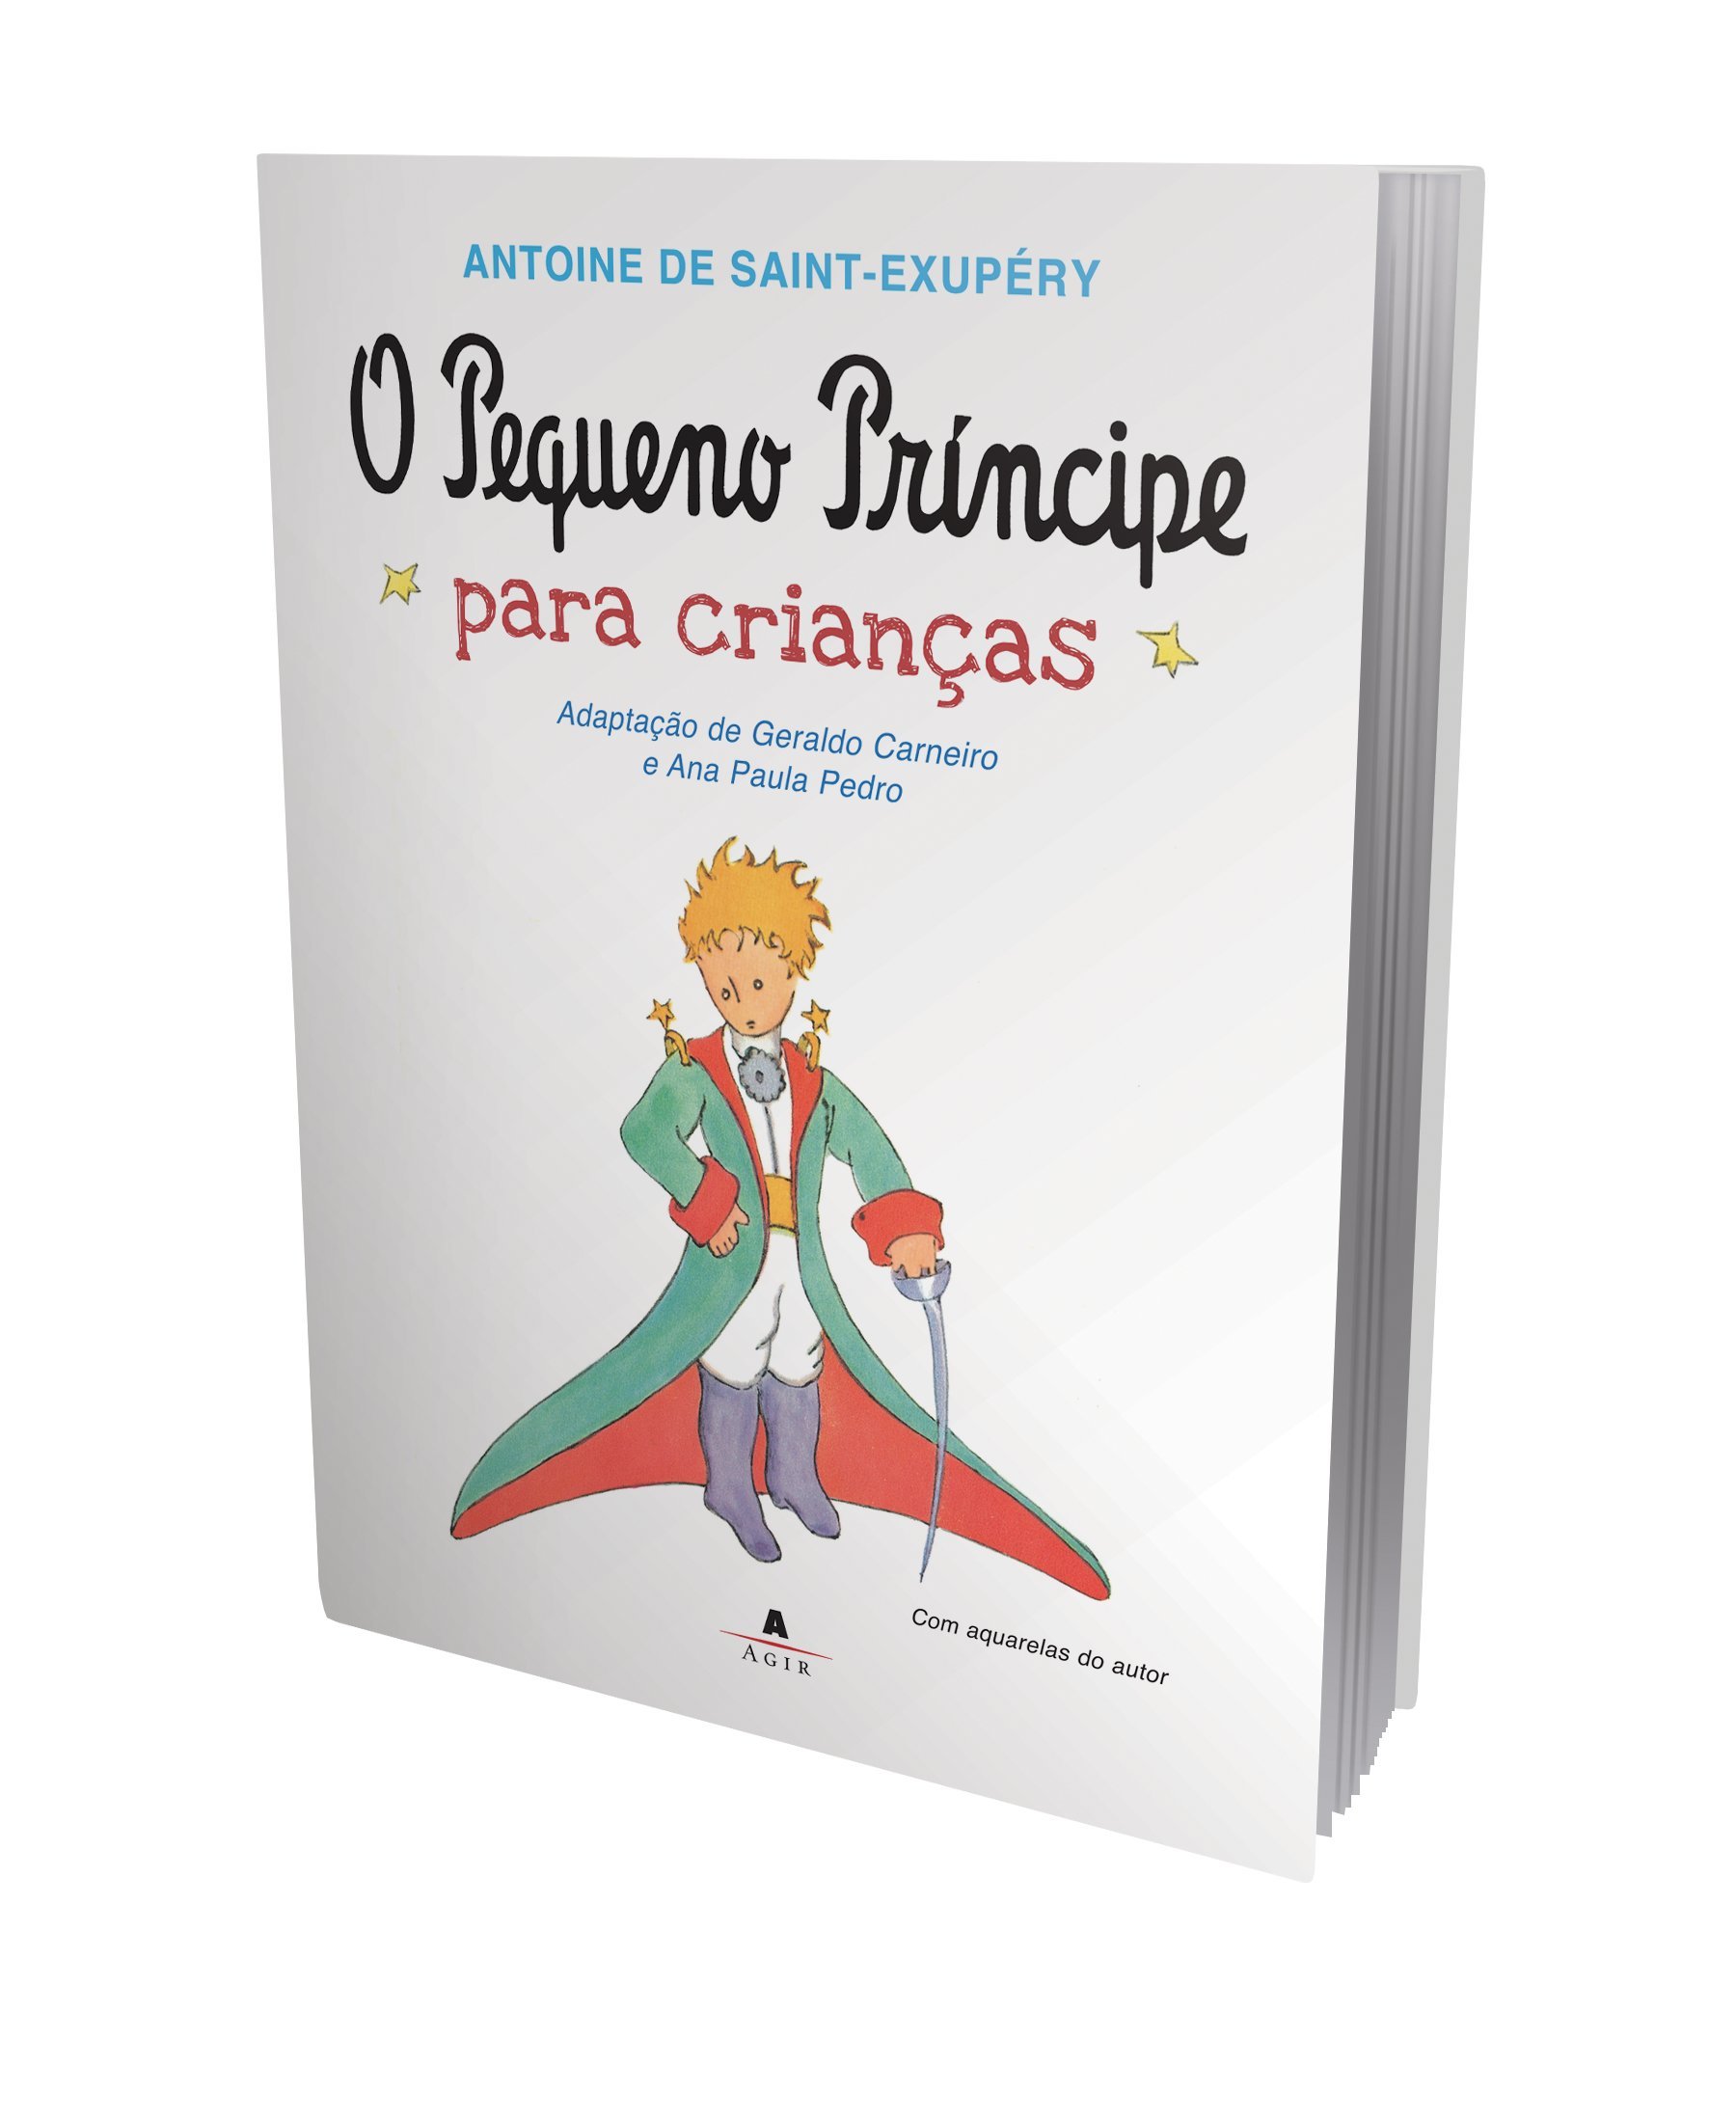 ANTOINE DE SAINT-EXUPÉRY
O Pequeno Príncipe
para crianças
Adaptação de Geraldo Carneiro
e Ana Paula Pedro
Com aquarelas do autor
A
AGIR